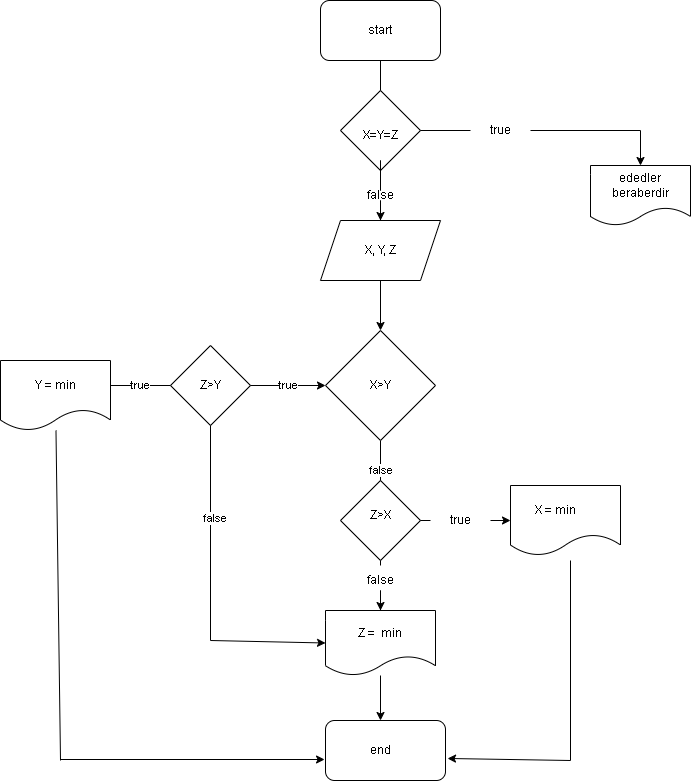 start
X=Y=Z
true
ededler
beraberdir
false
X, Y, Z
Y = min
true
Z>Y
true
X>Y
false
false
Z>X
true
X = min
false
Z = min
end